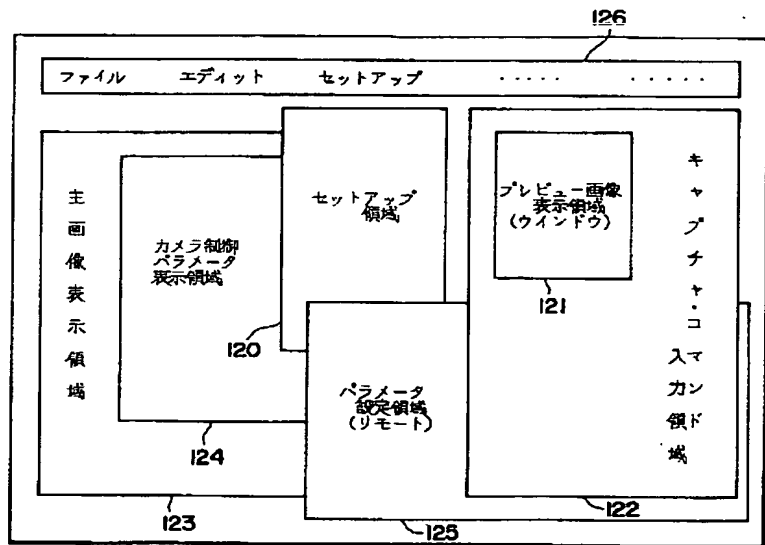 126
ファイル エディット セットアップ ····· ·····
主画像表示領域
カメラ制御
パラメータ
表示領域
セットアップ
領域
プレビュー画像
表示領域
(ウインドウ)
キャプチャ・コマンド
入力領域
121
120
パラメータ
設定領域
(リモート)
124
123
125
122